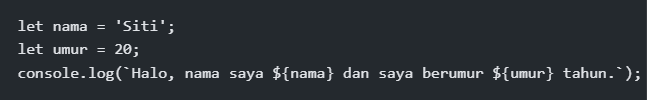 let nama = 'Siti';
let umur = 20;
console.log(`Halo, nama saya ${nama} dan saya berumur ${umur} tahun.`);